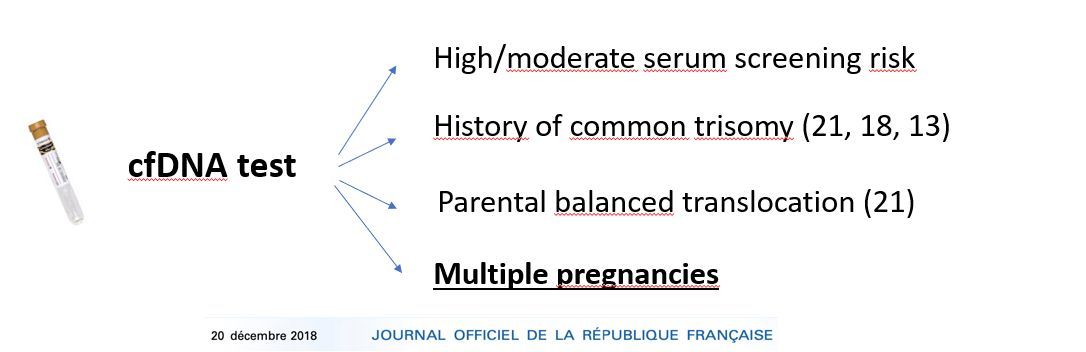 High/moderate serum screening risk
History of common trisomy (21, 18, 13)
cfDNA test
Parental balanced translocation (21)
Multiple pregnancies
20 décembre 2018 JOURNAL OFFICIEL DE LA RÉPUBLIQUE FRANÇAISE